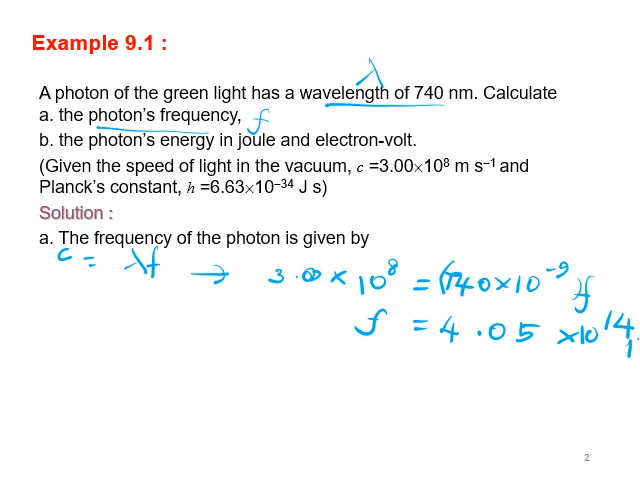 Example 9.1 :
λ
A photon of the green light has a wavelength of 740 nm. Calculate
a. the photon's frequency, f
b. the photon's energy in joule and electron-volt.
(Given the speed of light in the vacuum, c =3.00×10⁸ m s⁻¹ and
Planck's constant, h =6.63×10⁻³⁴ J s)
Solution :
a. The frequency of the photon is given by
c = λf → 3.00 × 10⁸ = (740×10⁻⁹)f
f = 4.05 ×10¹⁴
2